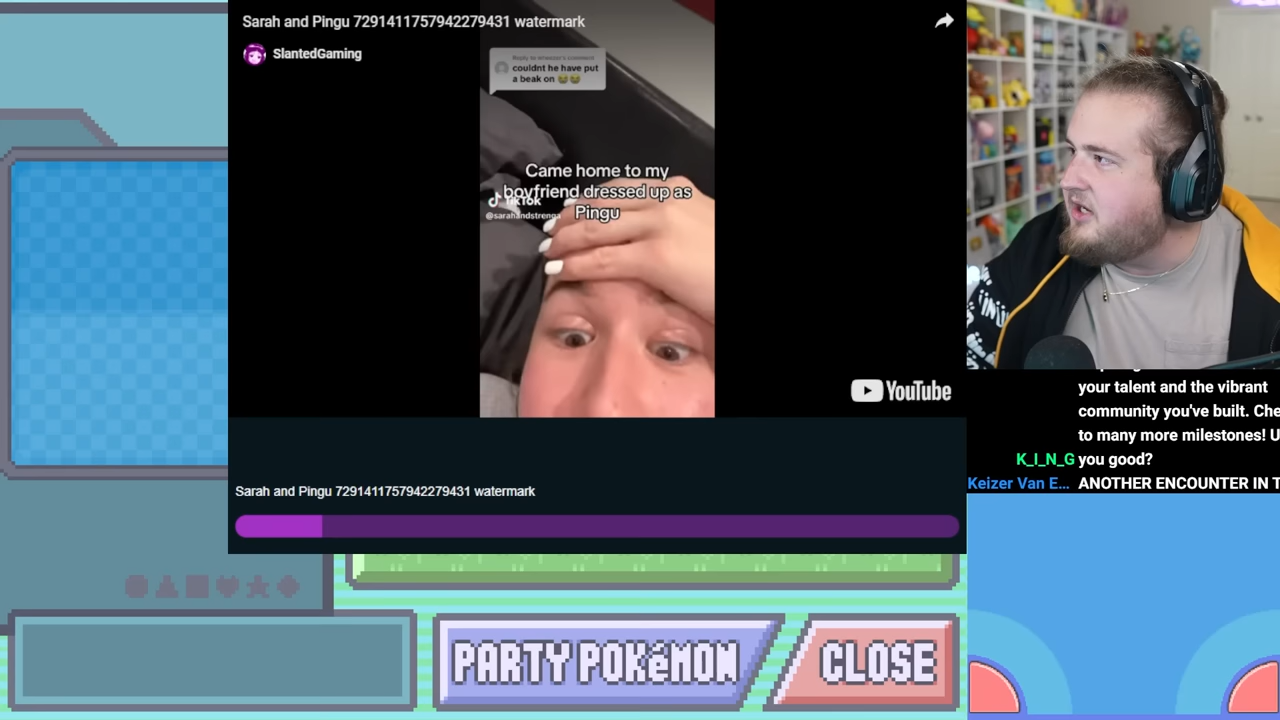 Sarah and Pingu 7291411757942279431 watermark
SlantedGaming
couldnt he have put
a beak on 😭😭
Came home to my
boyfriend dressed up as
Pingu
TikTok
@sarahandstrenga
YouTube
Sarah and Pingu 7291411757942279431 watermark
your talent and the vibrant
community you've built. Che
to many more milestones! U
K_I_N_G you good?
Keizer Van E... ANOTHER ENCOUNTER IN T
PARTY POKéMON
CLOSE